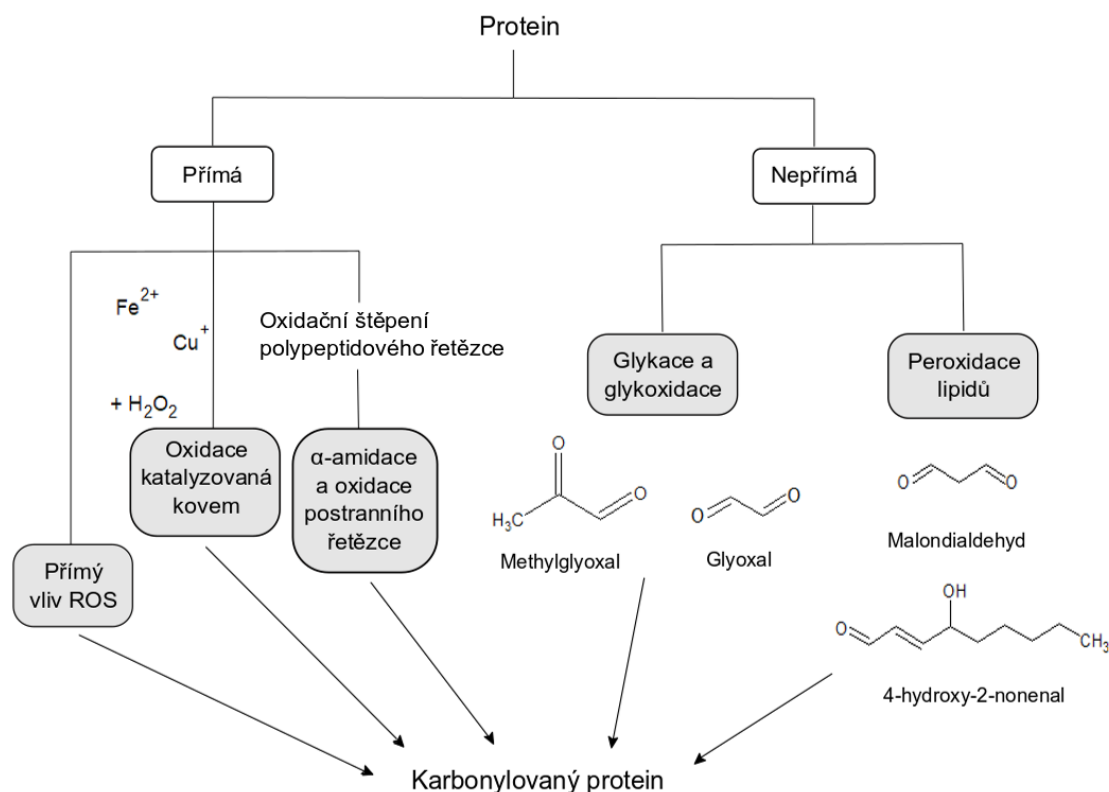 Protein
Přímá
Nepřímá
Fe2+
Cu+
+ H2O2
Oxidační štěpení
polypeptidového řetězce
Glykace a
glykoxidace
Peroxidace
lipidů
Oxidace
katalyzovaná
kovem
α-amidace
a oxidace
postranního
řetězce
Přímý
vliv ROS
O
O
H3C
Methylglyoxal
O
O
Glyoxal
O
O
Malondialdehyd
OH
O
CH3
4-hydroxy-2-nonenal
Karbonylovaný protein